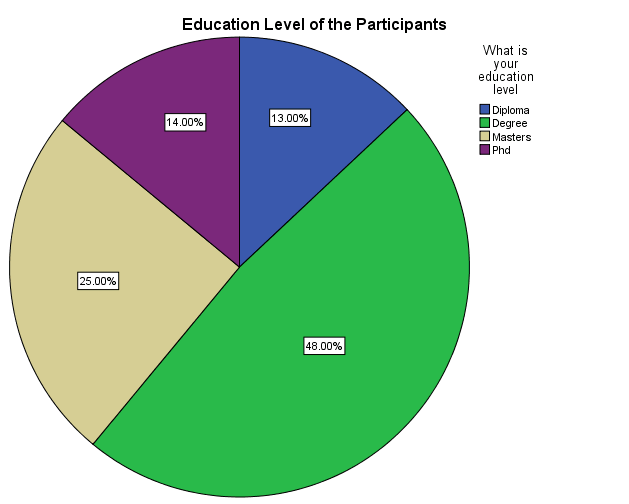 Education Level of the Participants
What is
your
education
level
Diploma
Degree
Masters
Phd
14.00%
13.00%
25.00%
48.00%